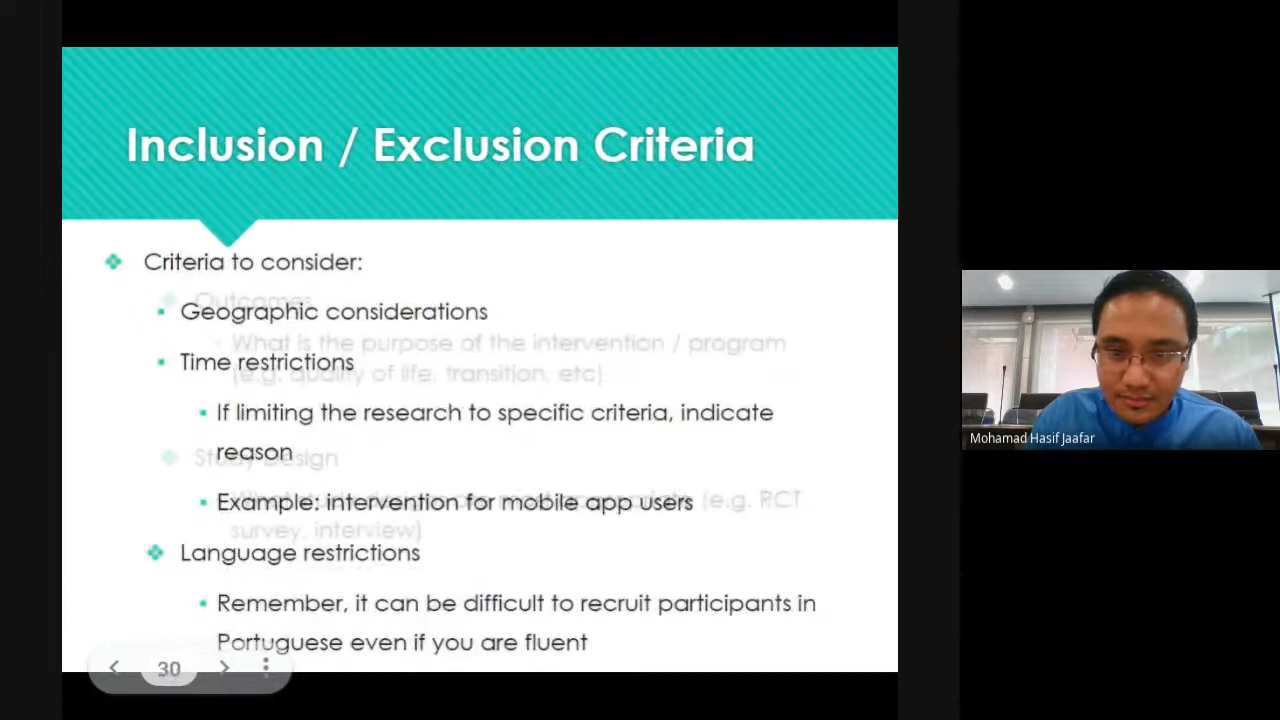 Inclusion / Exclusion Criteria
Criteria to consider:
Outcomes
Geographic considerations
What is the purpose of the intervention / program
Time restrictions
(e.g. quality of life, transition, etc)
If limiting the research to specific criteria, indicate
reason
Study Design
Example: intervention for mobile app users
(e.g. RCT
survey, interview)
Language restrictions
Remember, it can be difficult to recruit participants in
Portuguese even if you are fluent
30
Mohamad Hasif Jaafar